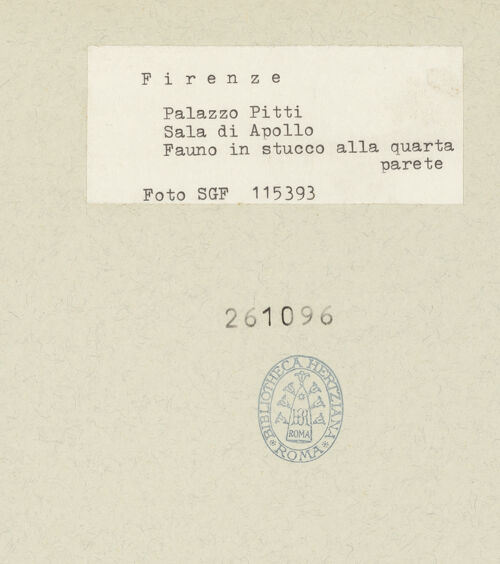 Firenze
Palazzo Pitti
Sala di Apollo
Fauno in stucco alla quarta
parete
Foto SGF 115393
261096
BIBLIOTHECA HERTZIANA
ROMA
ROMA